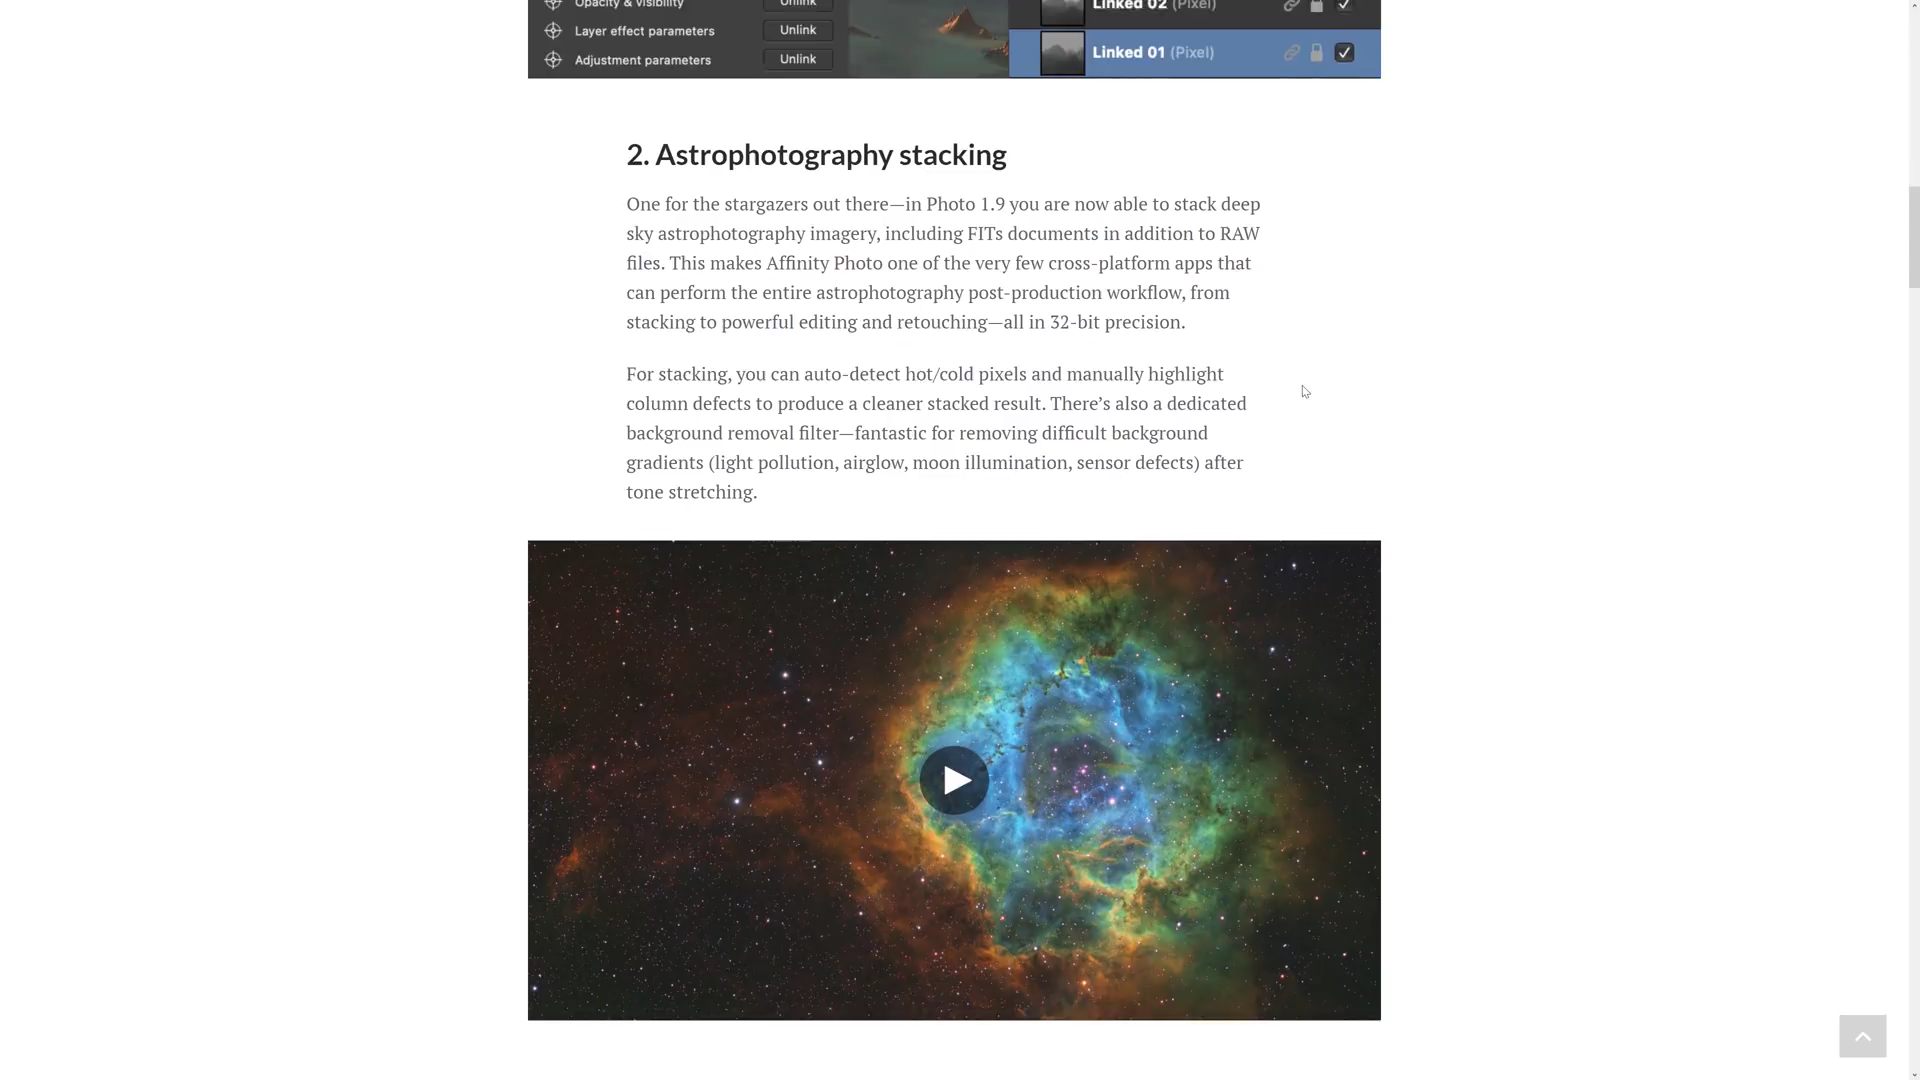 Opacity & visibility Unlink
Linked 02 (Pixel)
Layer effect parameters Unlink
Linked 01 (Pixel)
Adjustment parameters Unlink
2. Astrophotography stacking
One for the stargazers out there—in Photo 1.9 you are now able to stack deep
sky astrophotography imagery, including FITs documents in addition to RAW
files. This makes Affinity Photo one of the very few cross-platform apps that
can perform the entire astrophotography post-production workflow, from
stacking to powerful editing and retouching—all in 32-bit precision.
For stacking, you can auto-detect hot/cold pixels and manually highlight
column defects to produce a cleaner stacked result. There’s also a dedicated
background removal filter—fantastic for removing difficult background
gradients (light pollution, airglow, moon illumination, sensor defects) after
tone stretching.